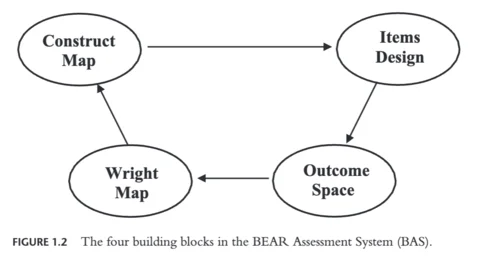 Construct
Map
Items
Design
Wright
Map
Outcome
Space
FIGURE 1.2 The four building blocks in the BEAR Assessment System (BAS).